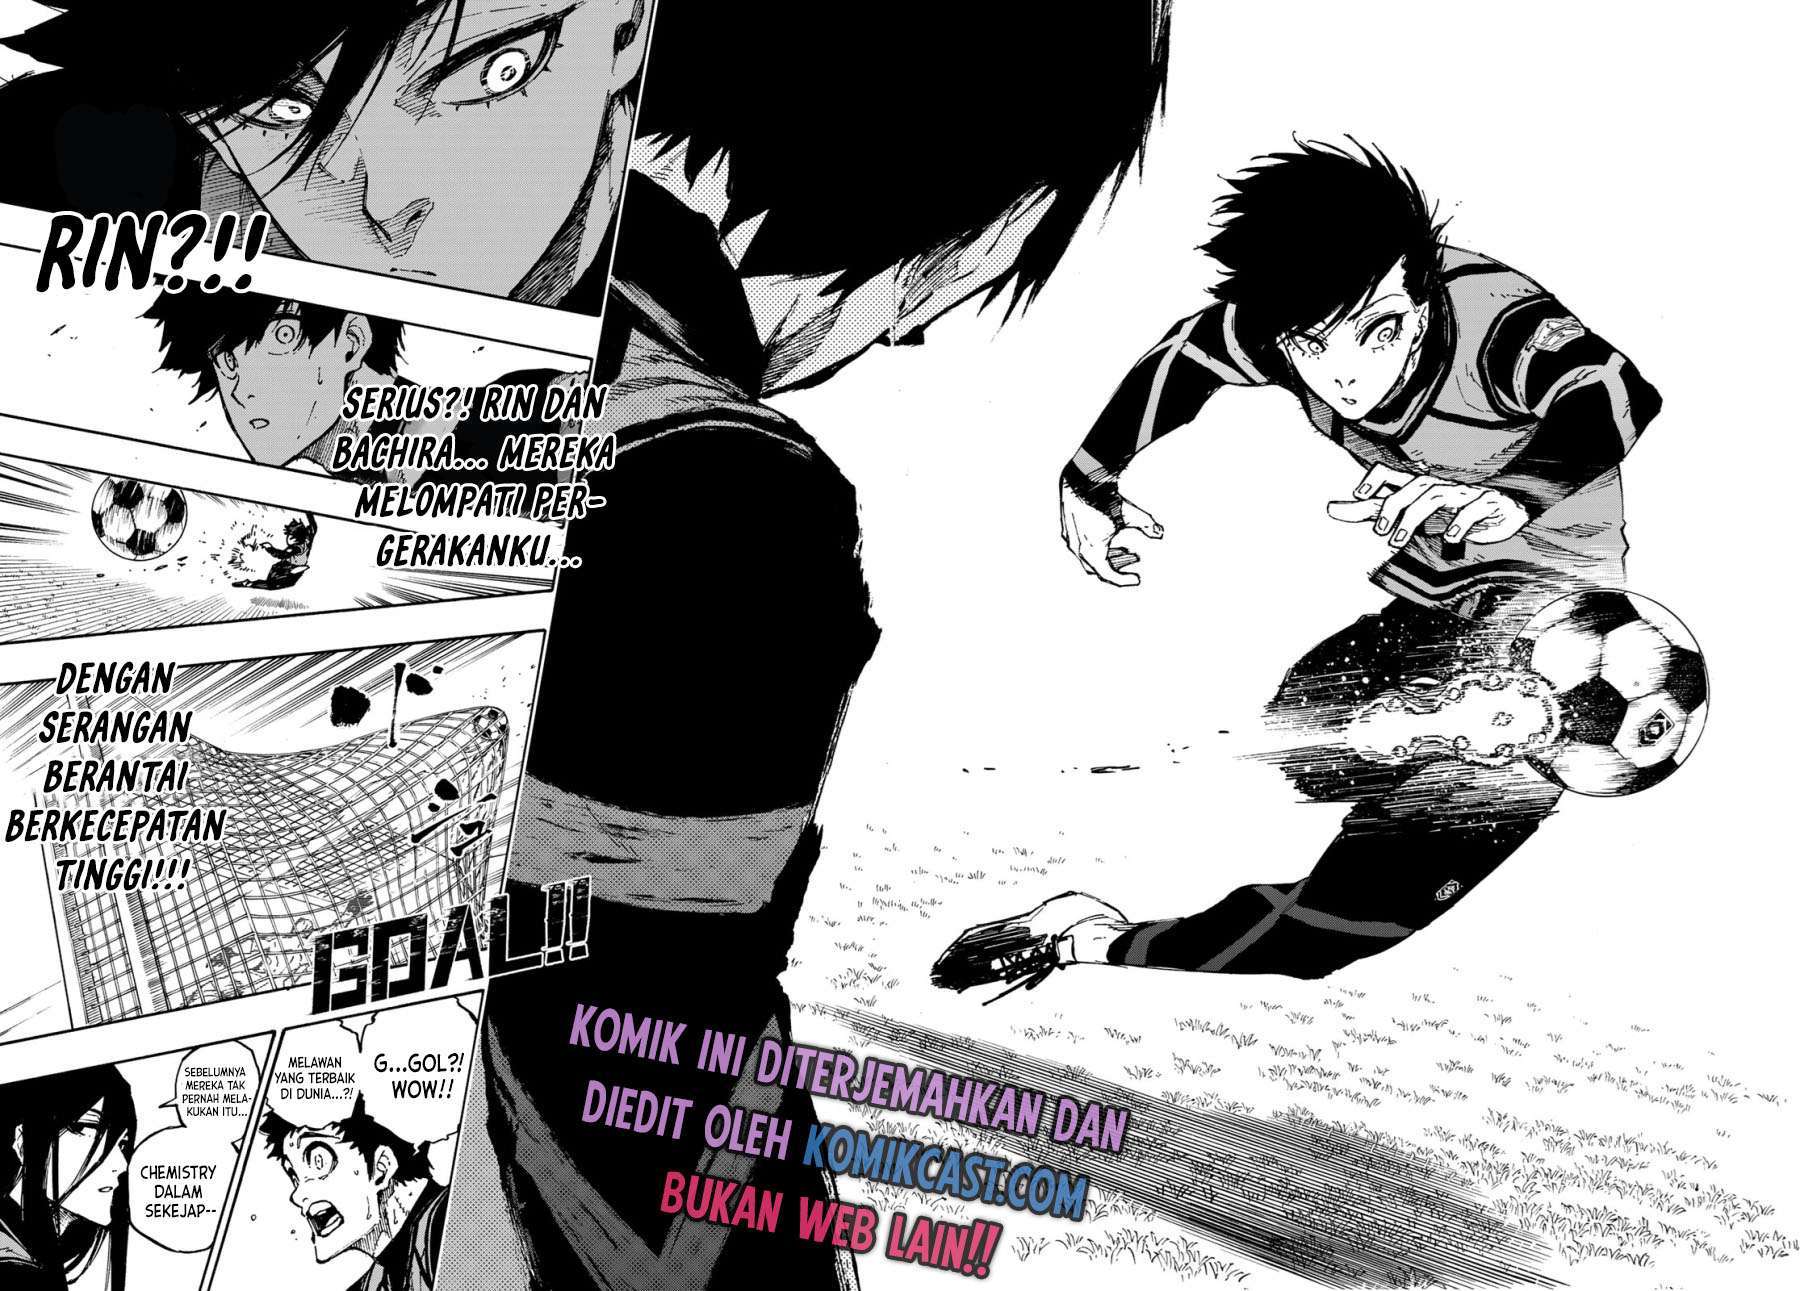 RIN?!!
SERIUS?! RIN DAN
BACHIRA... MEREKA
MELOMPATI PER-
GERAKANKU...
DENGAN
SERANGAN
BERANTAI
BERKECEPATAN
TINGGI!!!
GOAL!!
G...GOL?!
WOW!!
MELAWAN
YANG TERBAIK
DI DUNIA...?!
SEBELUMNYA
MEREKA TAK
PERNAH MELA-
KUKAN ITU...
CHEMISTRY
DALAM
SEKEJAP--
KOMIK INI DITERJEMAHKAN DAN
DIEDIT OLEH KOMIKCAST.COM
BUKAN WEB LAIN!!